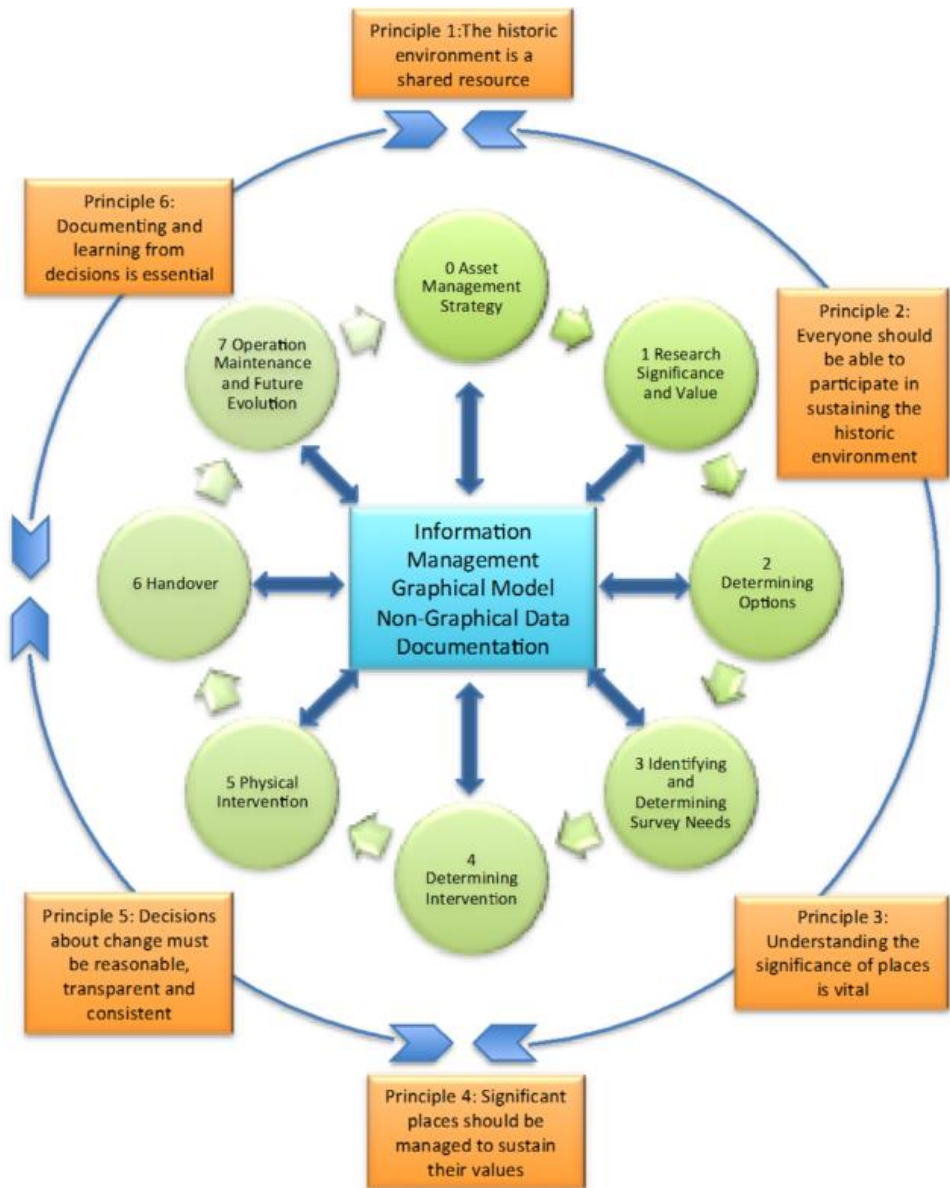 Principle 1:The historic
environment is a
shared resource
Principle 6:
Documenting and
learning from
decisions is essential
Principle 2:
Everyone should
be able to
participate in
sustaining the
historic
environment
0 Asset
Management
Strategy
1 Research
Significance
and Value
2
Determining
Options
3 Identifying
and
Determining
Survey Needs
4
Determining
Intervention
5 Physical
Intervention
6 Handover
7 Operation
Maintenance
and Future
Evolution
Information
Management
Graphical Model
Non-Graphical Data
Documentation
Principle 5: Decisions
about change must
be reasonable,
transparent and
consistent
Principle 3:
Understanding the
significance of places
is vital
Principle 4: Significant
places should be
managed to sustain
their values